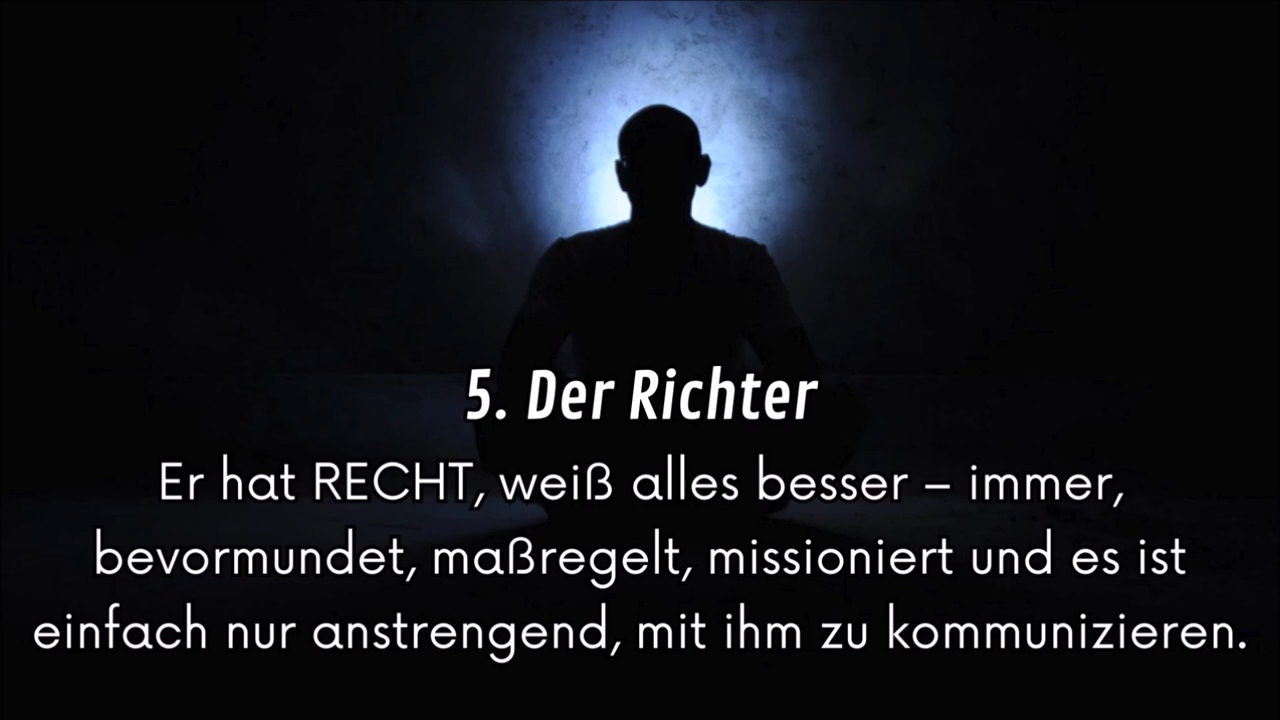 5. Der Richter
Er hat RECHT, weiß alles besser – immer,
bevormundet, maßregelt, missioniert und es ist
einfach nur anstrengend, mit ihm zu kommunizieren.